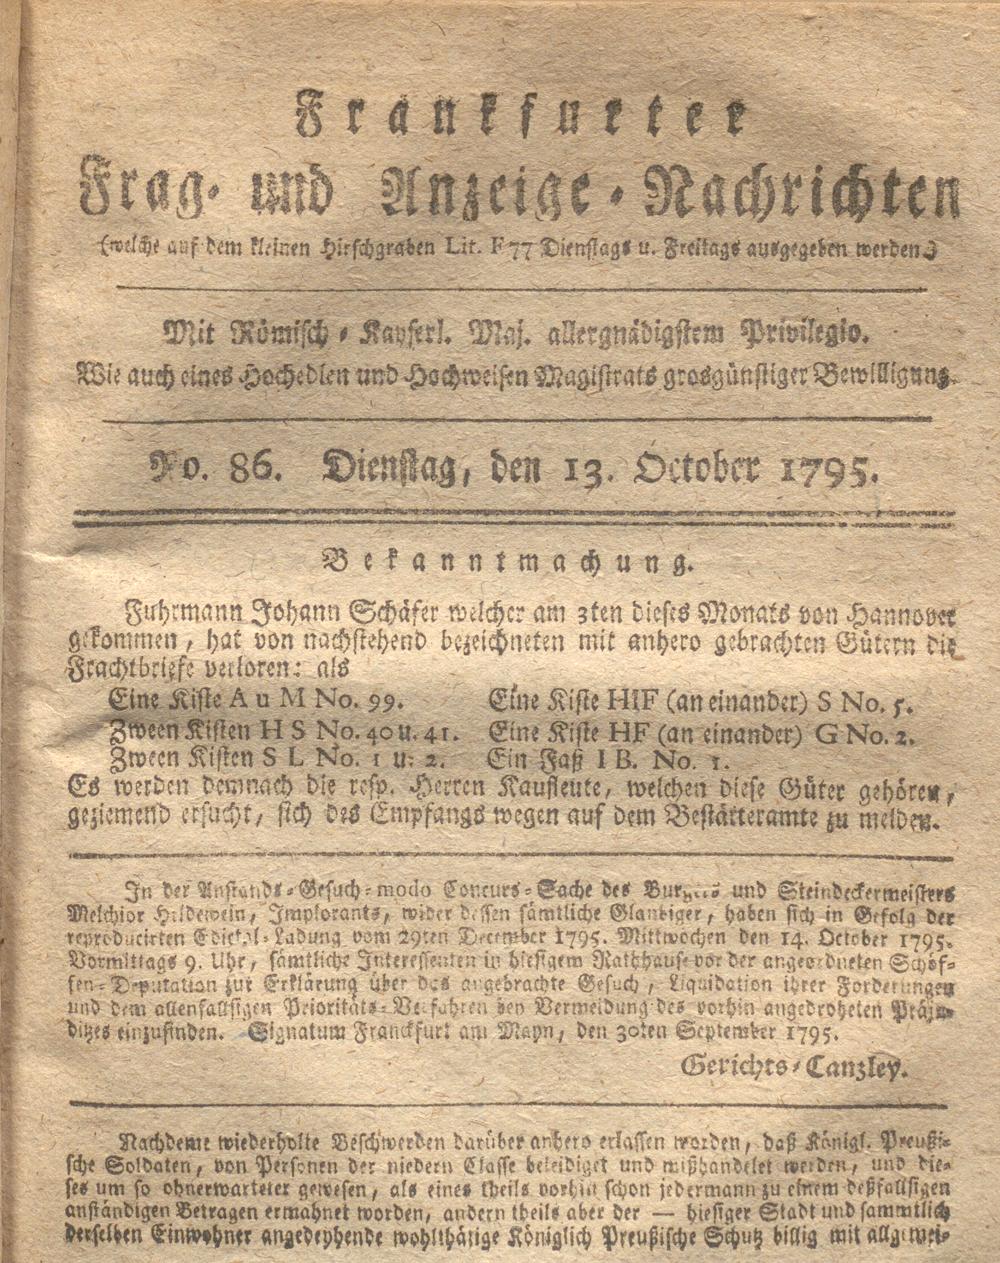 Frankfurter
Frag- und Anzeige-Nachrichten
(welche auf dem kleinen Hirschgraben Lit. F 77 Dienstags u. Freitags ausgegeben werden.)
Mit Römisch-Kayserl. Maj. allergnädigstem Privilegio.
Wie auch eines Hochedlen und Hochweisen Magistrats grosgünstiger Bewilligung.
No. 86. Dienstag, den 13. October 1795.
Bekanntmachung.
Fuhrmann Johann Schäfer welcher am 3ten dieses Monats von Hannover
gekommen, hat von nachstehend bezeichneten mit anhero gebrachten Gütern die
Frachtbriefe verloren: als
Eine Kiste A u M No. 99. Eine Kiste HIF (an einander) S No. 5.
Zween Kisten H S No. 40 u. 41. Eine Kiste HF (an einander) G No. 2.
Zween Kisten S L No. 1 u. 2. Ein Faß I B. No. 1.
Es werden demnach die resp. Herren Kaufleute, welchen diese Güter gehören,
geziemend ersucht, sich des Empfangs wegen auf dem Bestätteramte zu melden.
In der Anstands-Gesuch-modo Concurs-Sache des und Steindeckermeisters
Melchior Implorants, wider dessen sämtliche Glaubiger, haben sich in Gefolg der
reproducirten Edictal-Ladung vom 29ten December 1795. Mittwochen den 14. October 1795.
Vormittags 9. Uhr, sämtliche Interessenten in hiesigem Rathhause vor der angeordneten Schöf-
fen-Deputation zur Erklärung über das angebrachte Gesuch, Liquidation ihrer Forderungen
und dem allenfallsigen Prioritäts-Verfahren bey Vermeidung des vorhin angedroheten Präju-
dizes einzufinden. Signatum Franckfurt am Mayn, den 30ten September 1795.
Gerichts-Canzley.
Nachdeme wiederholte Beschwerden darüber anhero erlassen worden, daß Königl. Preußi-
sche Soldaten, von Personen der niedern Classe beleidiget und mißhandelet werden, und die-
ses um so ohnerwarteter gewesen, als eines theils vorhin schon jedermann zu einem deßfallsigen
anständigen Betragen ermahnet worden, andern theils aber der — hiesiger Stadt und sammtlich
derselben Einwohner angedeyhende wohlthätige Königlich Preußische Schutz billig mit allgemei-